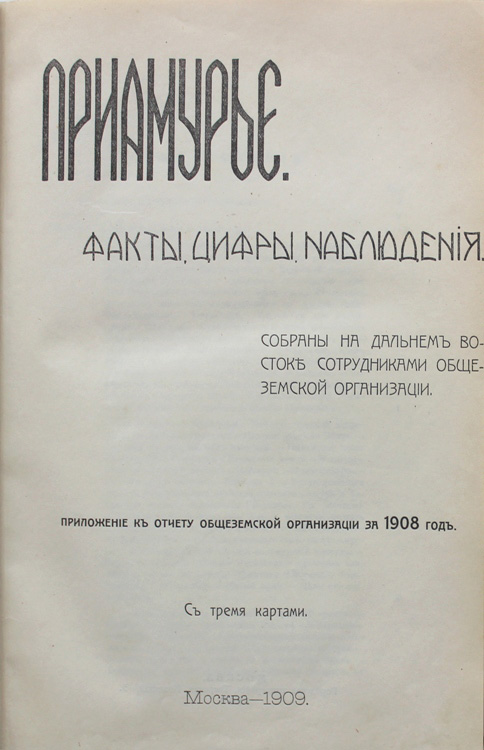 ПРИАМУРЬЕ.
ФАКТЫ, ЦИФРЫ, НАБЛЮДЕНІЯ.
СОБРАНЫ НА ДАЛЬНЕМЪ ВО-
СТОКѢ СОТРУДНИКАМИ ОБЩЕ-
ЗЕМСКОЙ ОРГАНИЗАЦІИ.
ПРИЛОЖЕНІЕ КЪ ОТЧЕТУ ОБЩЕЗЕМСКОЙ ОРГАНИЗАЦІИ ЗА 1908 ГОДЪ.
Съ тремя картами.
Москва—1909.